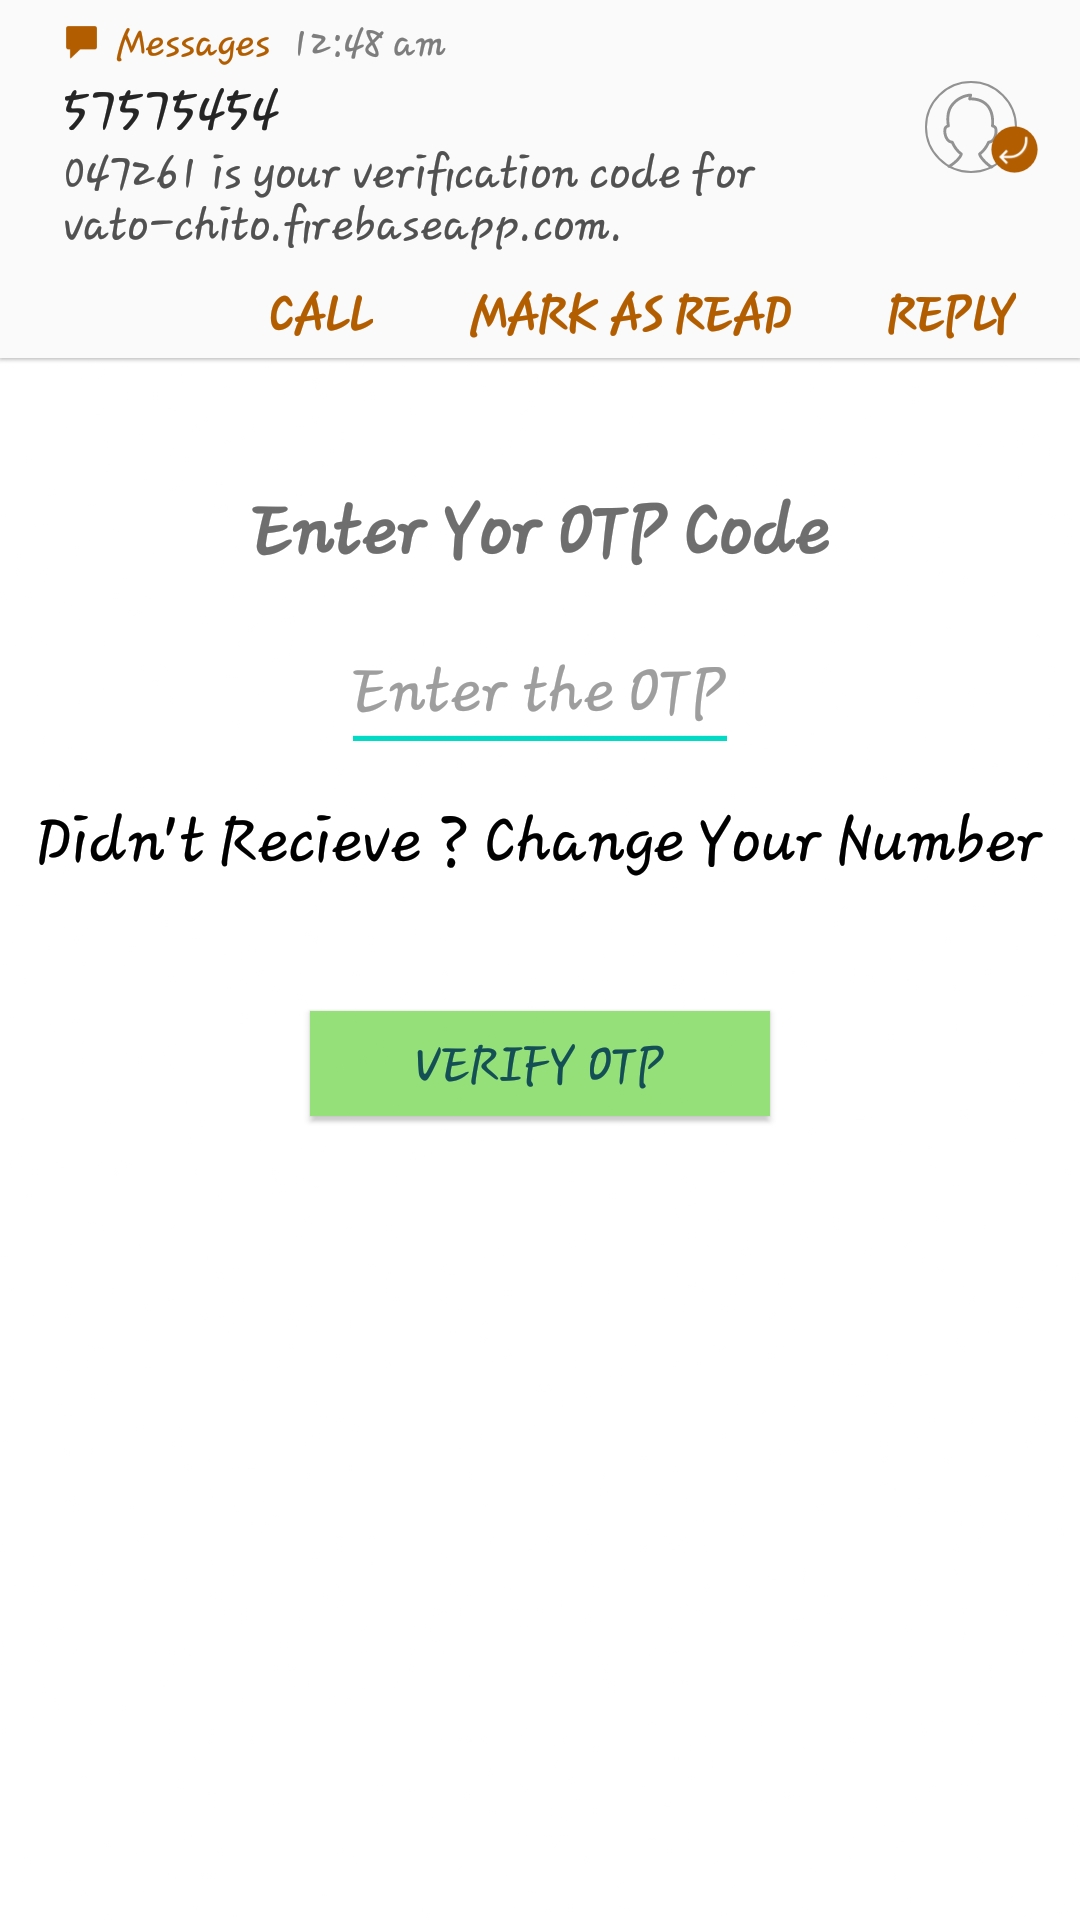 Messages 12:48 am
57575454
047261 is your verification code for
vato-chito.firebaseapp.com.
CALL MARK AS READ REPLY
Enter Yor OTP Code
Enter the OTP
Didn't Recieve ? Change Your Number
VERIFY OTP